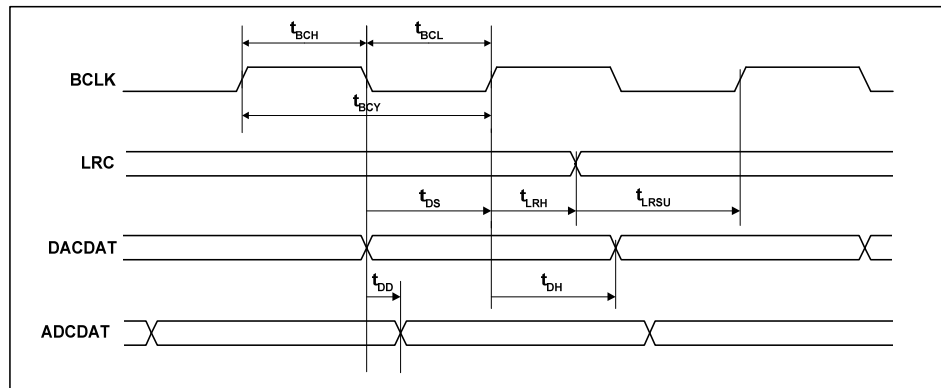 tBCH tBCL
BCLK
tBCY
LRC
tDS tLRH tLRSU
DACDAT
tDD tDH
ADCDAT